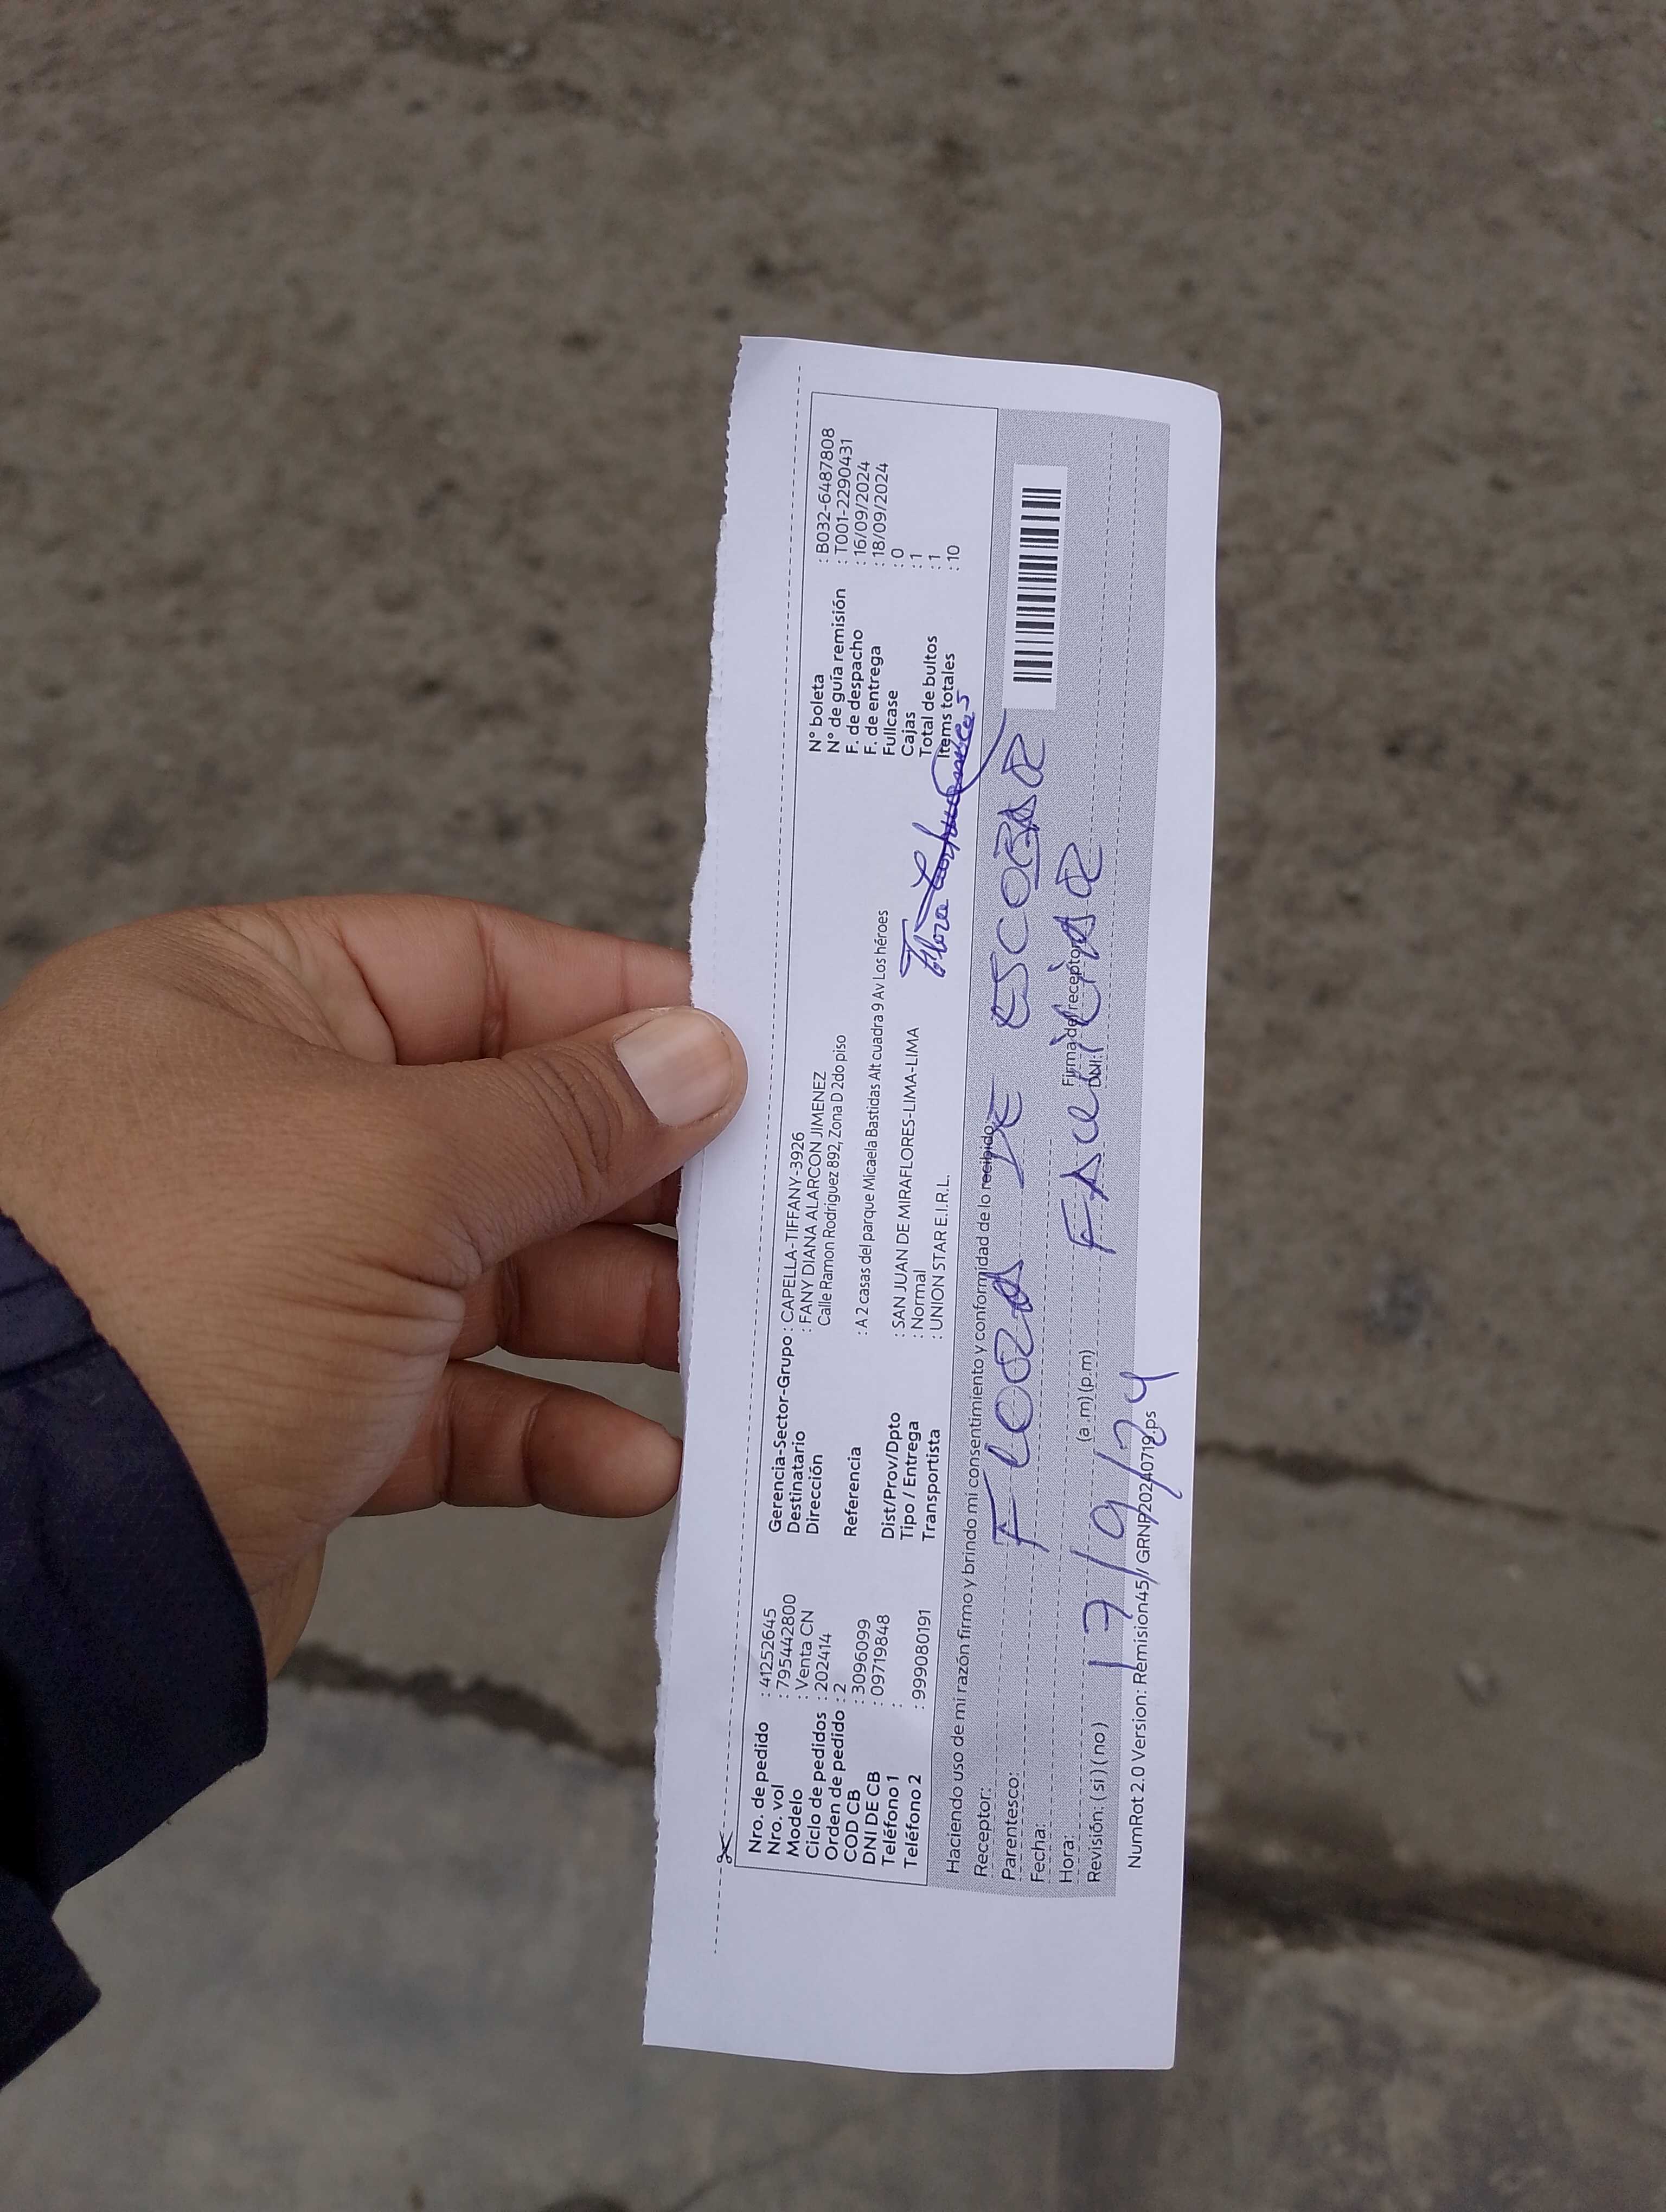 Nro. de pedido : 41252645
Nro. vol : 795442800
Modelo : Venta CN
Ciclo de pedidos : 202414
Orden de pedido : 2
COD CB : 3096099
DNI DE CB : 09719848
Teléfono 1 :
Teléfono 2 : 999080191
Gerencia-Sector-Grupo : CAPELLA-TIFFANY-3926
Destinatario : FANY DIANA ALARCON JIMENEZ
Dirección Calle Ramon Rodriguez 892, Zona D 2do piso
Referencia : A 2 casas del parque Micaela Bastidas Alt cuadra 9 Av Los héroes
Dist/Prov/Dpto : SAN JUAN DE MIRAFLORES-LIMA-LIMA
Tipo / Entrega : Normal
Transportista : UNION STAR E.I.R.L.
N° boleta : B032-6487808
N° de guía remisión : T001-2290431
F. de despacho : 16/09/2024
F. de entrega : 18/09/2024
Fullcase : 0
Cajas : 1
Total de bultos : 1
Items totales : 10
Flora
Haciendo uso de mi razón firmo y brindo mi consentimiento y conformidad de lo recibido:
Receptor:
FLORA DE ESCOBAR
Parentesco:
FAMILIAR
Fecha:
Firma del receptor
Hora: (a.m) (p.m)
DNI:
17/9/24
Revisión: ( si ) ( no )
NumRot 2.0 Version: Remision45 / GRNP20240719.ps